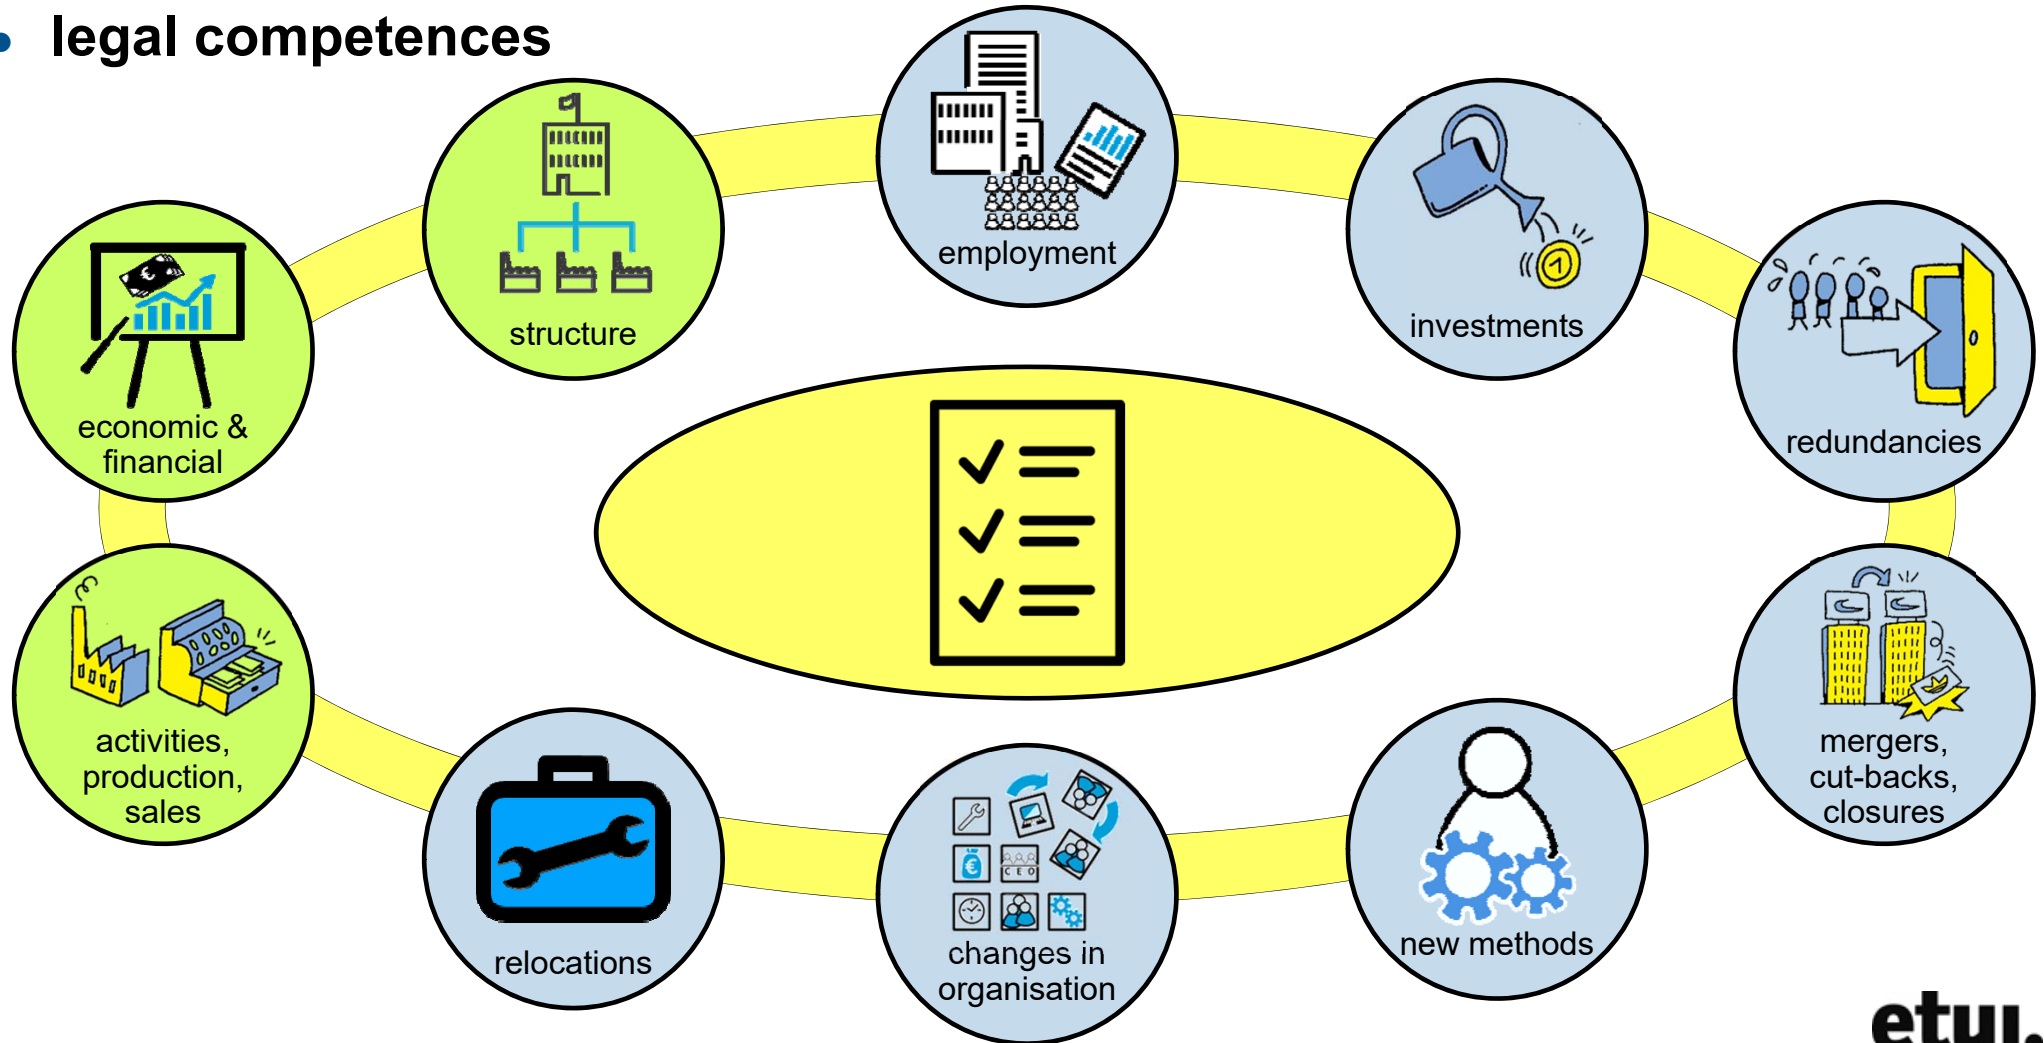 • legal competences
employment
investments
structure
redundancies
economic &
financial
activities,
production,
sales
mergers,
cut-backs,
closures
relocations
CEO
changes in
organisation
new methods
etui.